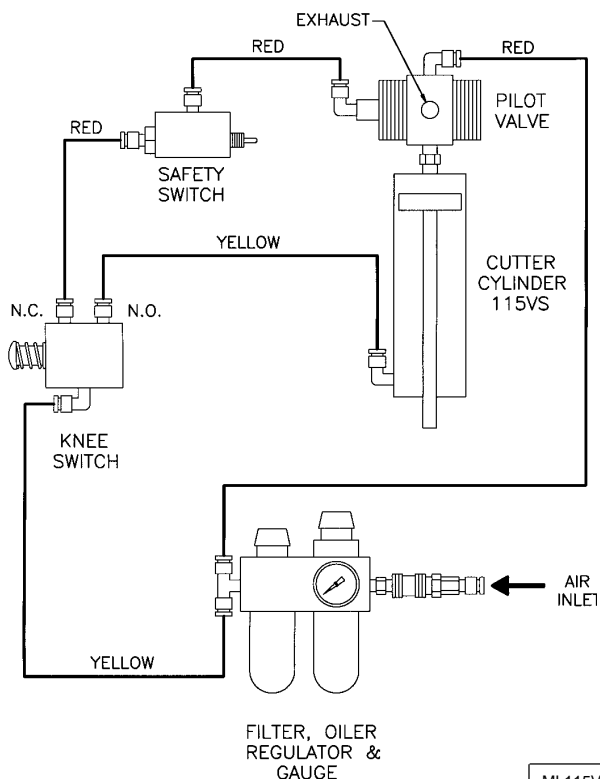 EXHAUST
RED
RED
PILOT
VALVE
RED
SAFETY
SWITCH
YELLOW
CUTTER
CYLINDER
115VS
N.C.
N.O.
KNEE
SWITCH
AIR
INLET
YELLOW
FILTER, OILER
REGULATOR &
GAUGE